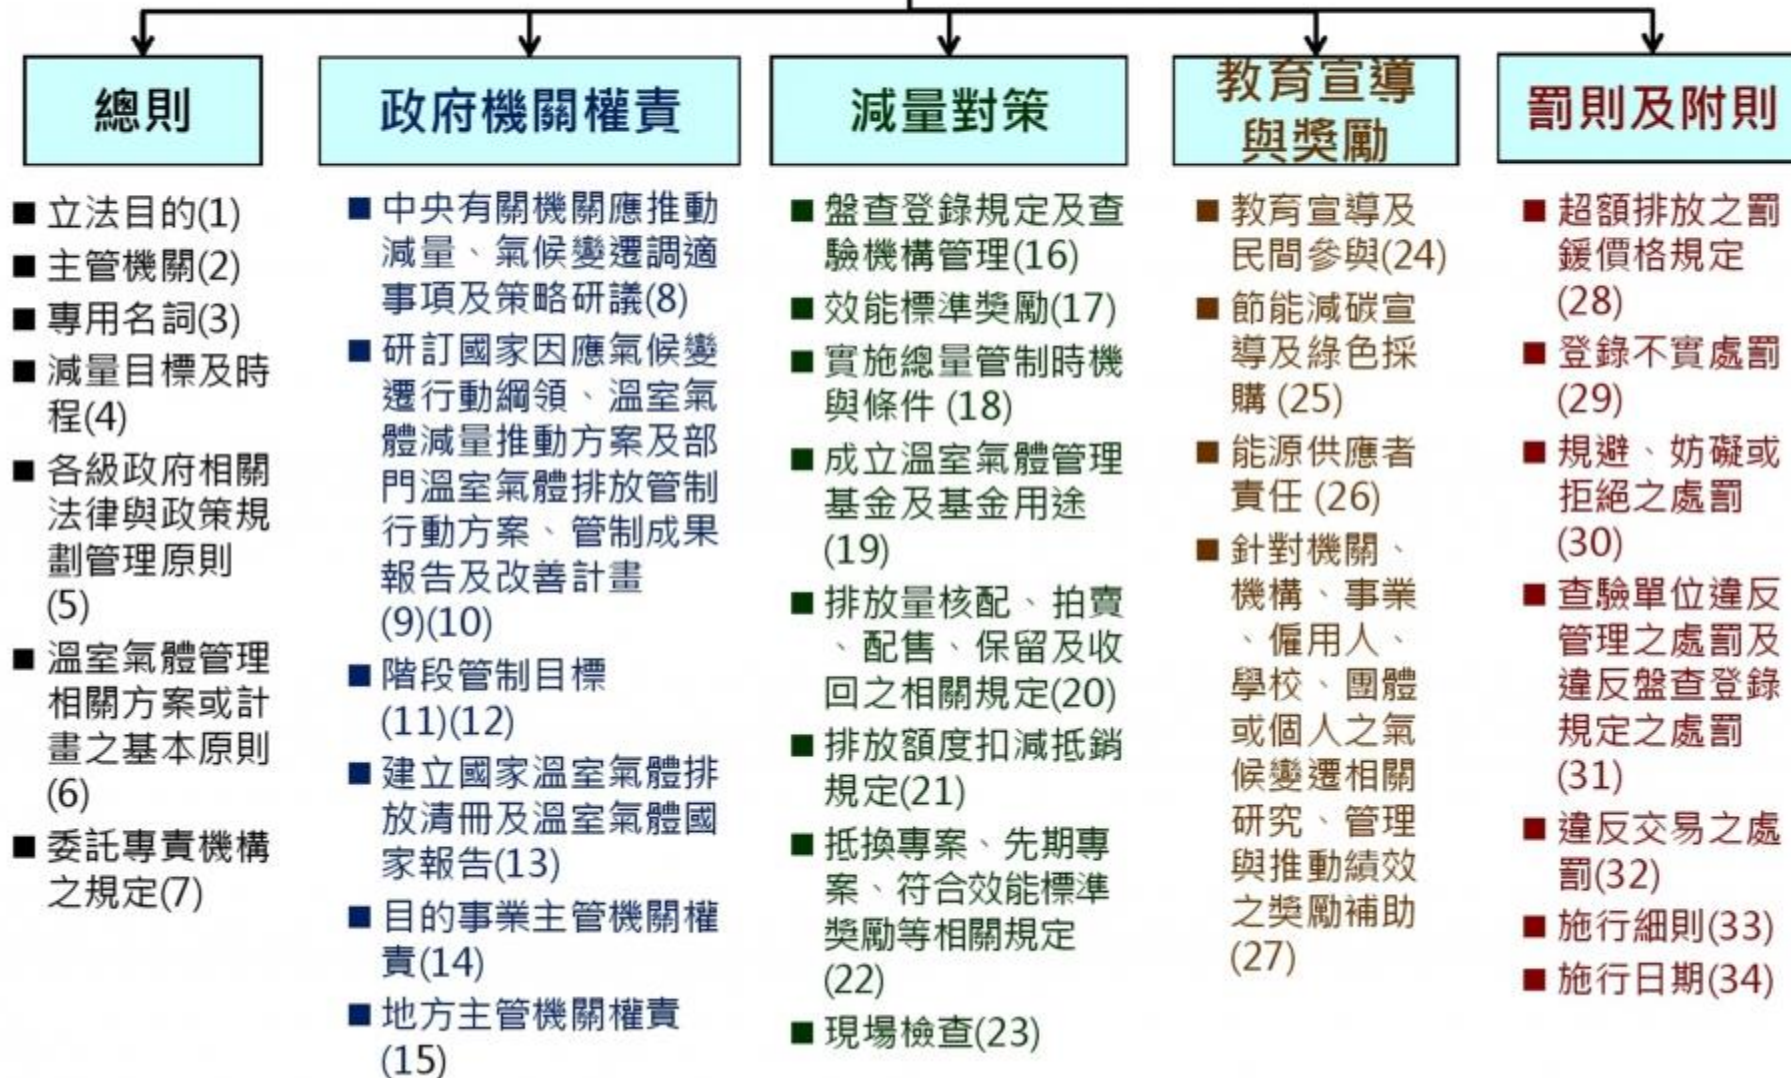 總則
立法目的(1)
主管機關(2)
專用名詞(3)
減量目標及時
程(4)
各級政府相關
法律與政策規
劃管理原則
(5)
溫室氣體管理
相關方案或計
畫之基本原則
(6)
委託專責機構
之規定(7)
政府機關權責
中央有關機關應推動
減量、氣候變遷調適
事項及策略研議(8)
研訂國家因應氣候變
遷行動綱領、溫室氣
體減量推動方案及部
門溫室氣體排放管制
行動方案、管制成果
報告及改善計畫
(9)(10)
階段管制目標
(11)(12)
建立國家溫室氣體排
放清冊及溫室氣體國
家報告(13)
目的事業主管機關權
責(14)
地方主管機關權責
(15)
減量對策
盤查登錄規定及查
驗機構管理(16)
效能標準獎勵(17)
實施總量管制時機
與條件 (18)
成立溫室氣體管理
基金及基金用途
(19)
排放量核配、拍賣
、配售、保留及收
回之相關規定(20)
排放額度扣減抵銷
規定(21)
抵換專案、先期專
案、符合效能標準
獎勵等相關規定
(22)
現場檢查(23)
教育宣導
與獎勵
教育宣導及
民間參與(24)
節能減碳宣
導及綠色採
購 (25)
能源供應者
責任 (26)
針對機關、
機構、事業
、僱用人、
學校、團體
或個人之氣
候變遷相關
研究、管理
與推動績效
之獎勵補助
(27)
罰則及附則
超額排放之罰
鍰價格規定
(28)
登錄不實處罰
(29)
規避、妨礙或
拒絕之處罰
(30)
查驗單位違反
管理之處罰及
違反盤查登錄
規定之處罰
(31)
違反交易之處
罰(32)
施行細則(33)
施行日期(34)